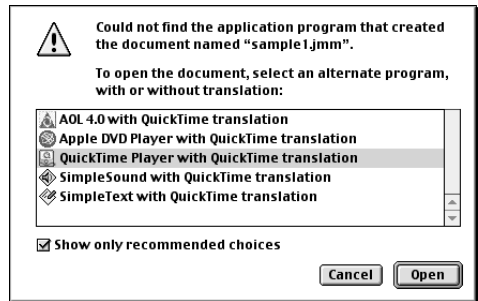 Could not find the application program that created
the document named “sample1.jmm”.
To open the document, select an alternate program,
with or without translation:
AOL 4.0 with QuickTime translation
Apple DVD Player with QuickTime translation
QuickTime Player with QuickTime translation
SimpleSound with QuickTime translation
SimpleText with QuickTime translation
Show only recommended choices
Cancel Open